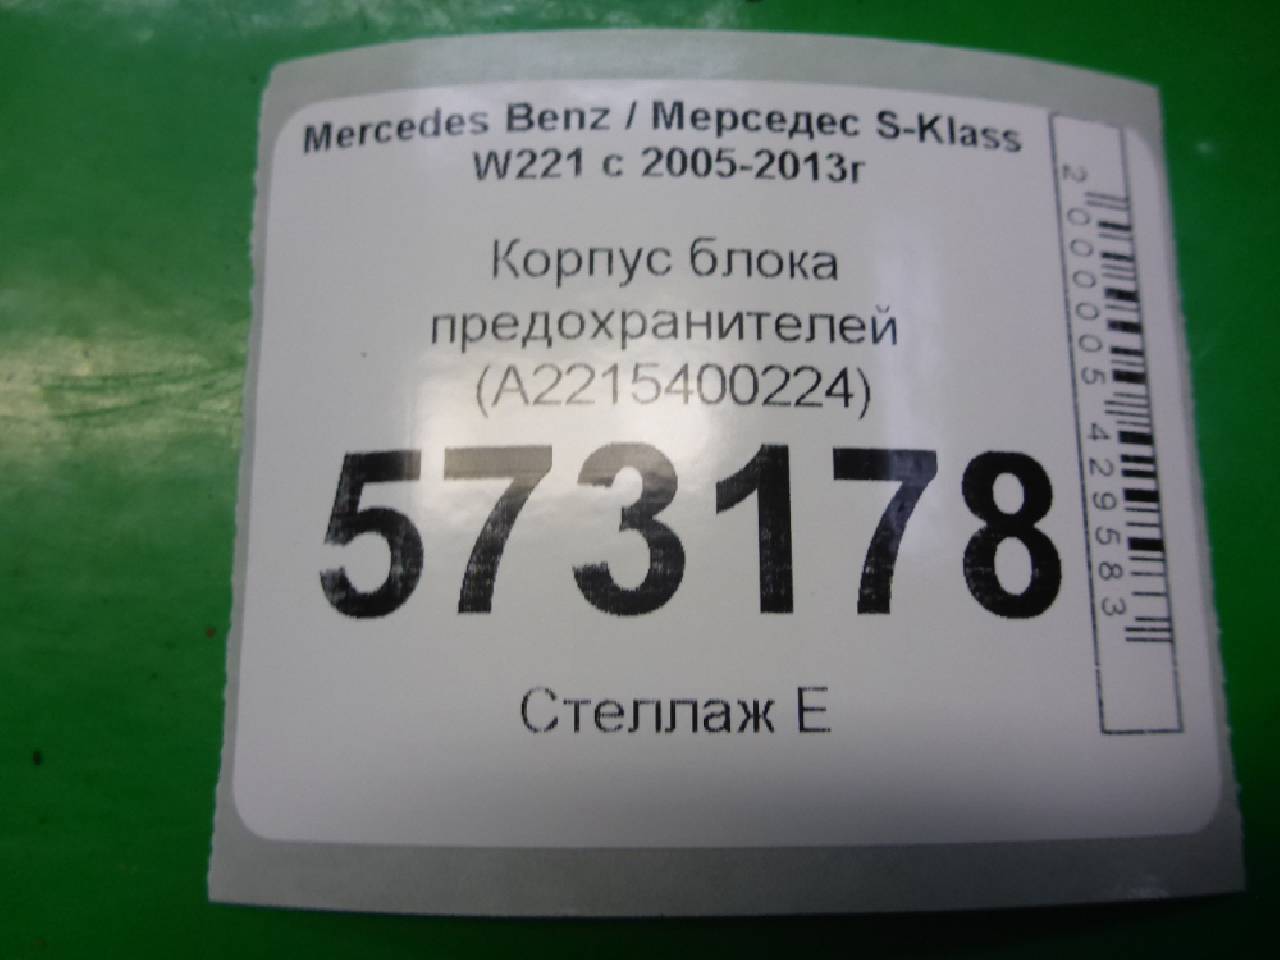 Mercedes Benz / Мерседес S-Klass
W221 с 2005-2013г
Корпус блока
предохранителей
(A2215400224)
573178
Стеллаж Е
2000005429583